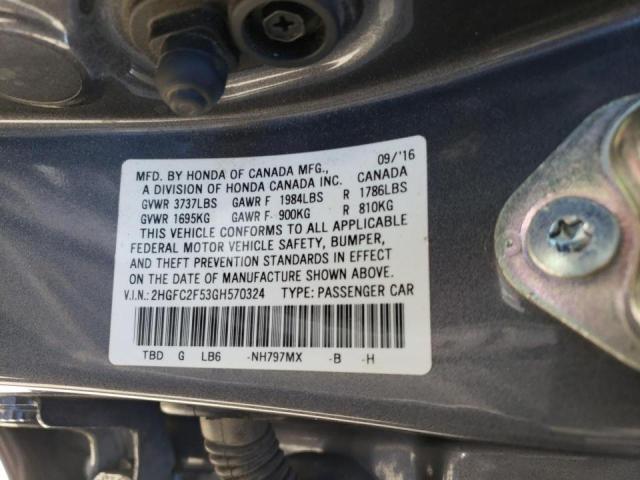 MFD. BY HONDA OF CANADA MFG., 09/'16
A DIVISION OF HONDA CANADA INC. CANADA
GVWR 3737LBS GAWR F 1984LBS R 1786LBS
GVWR 1695KG GAWR F 900KG R 810KG
THIS VEHICLE CONFORMS TO ALL APPLICABLE
FEDERAL MOTOR VEHICLE SAFETY, BUMPER,
AND THEFT PREVENTION STANDARDS IN EFFECT
ON THE DATE OF MANUFACTURE SHOWN ABOVE.
V.I.N.: 2HGFC2F53GH570324 TYPE: PASSENGER CAR
TBD G LB6 -NH797MX -B -H